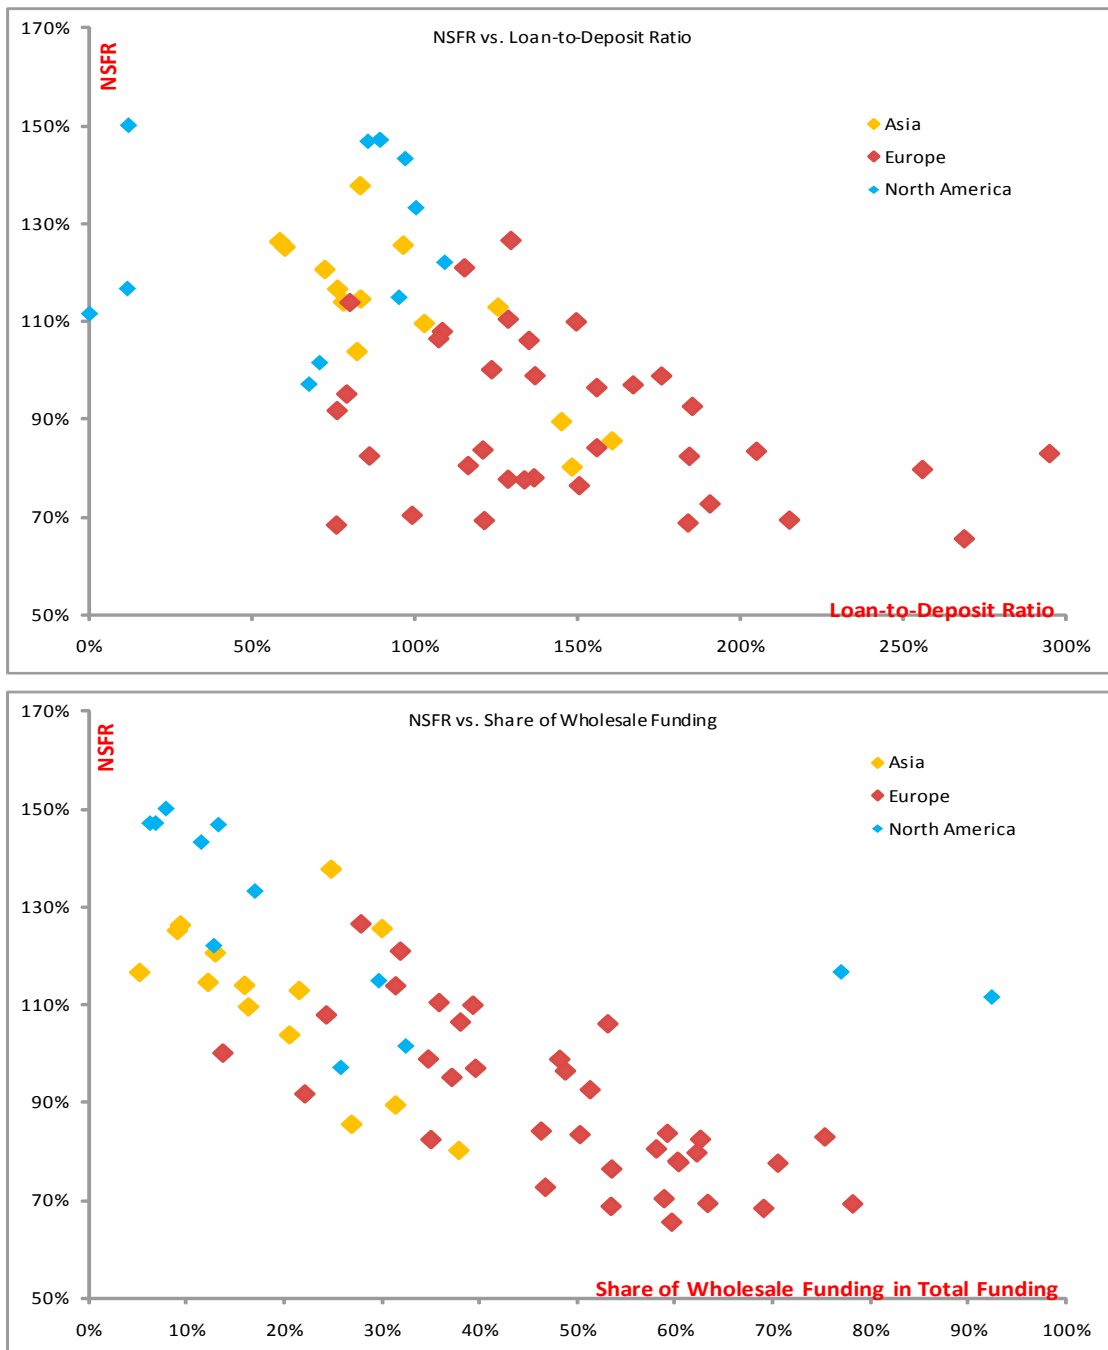 NSFR vs. Loan-to-Deposit Ratio
NSFR
170%
150%
130%
110%
90%
70%
50%
Asia
Europe
North America
Loan-to-Deposit Ratio
0% 50% 100% 150% 200% 250% 300%
NSFR vs. Share of Wholesale Funding
NSFR
170%
150%
130%
110%
90%
70%
50%
Asia
Europe
North America
Share of Wholesale Funding in Total Funding
0% 10% 20% 30% 40% 50% 60% 70% 80% 90% 100%